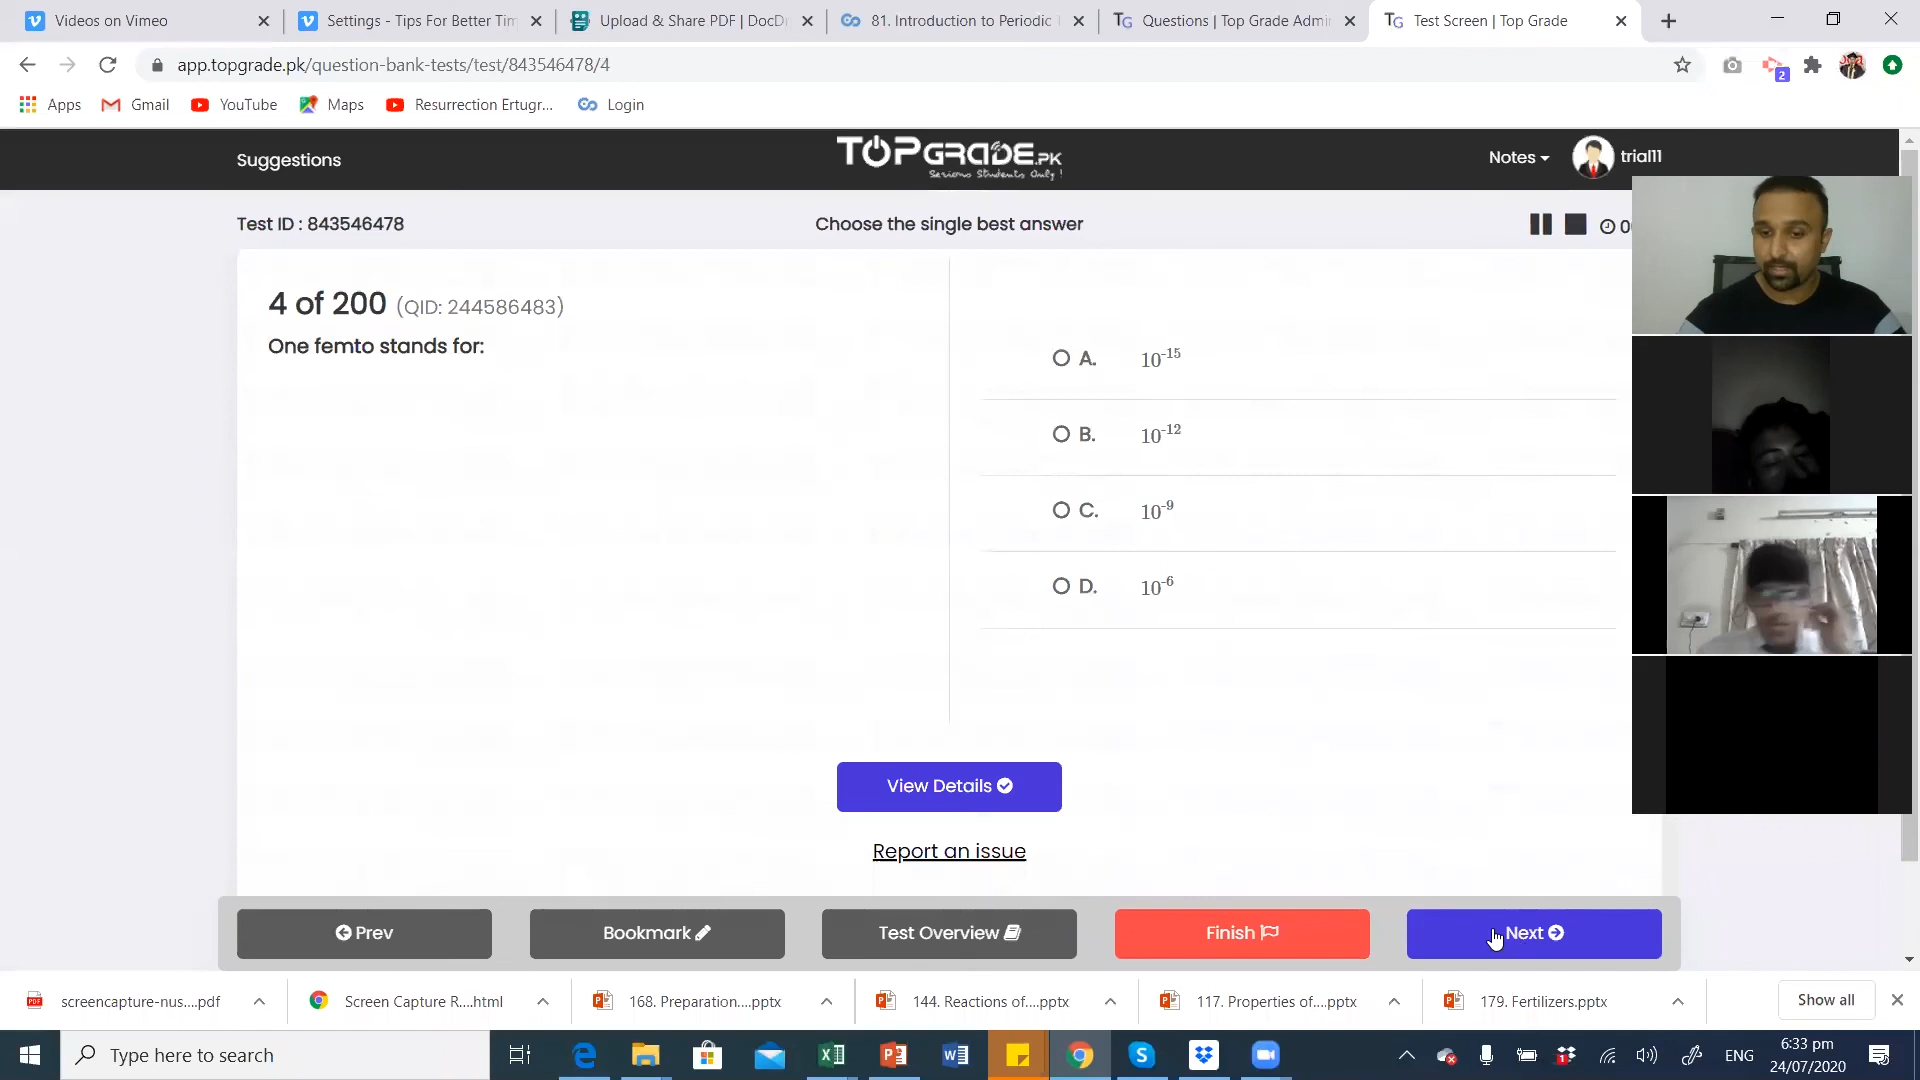 Videos on Vimeo
Settings - Tips For Better Tim
Upload & Share PDF | DocDr
81. Introduction to Periodic
Questions | Top Grade Admi
Test Screen | Top Grade
app.topgrade.pk/question-bank-tests/test/843546478/4
2
Apps
Gmail
YouTube
Maps
Resurrection Ertugr...
Login
Suggestions
TOPGRADE.PK
Serious Students Only !
Notes
trial11
Test ID : 843546478
Choose the single best answer
4 of 200 (QID: 244586483)
One femto stands for:
A. 10⁻¹⁵
B. 10⁻¹²
C. 10⁻⁹
D. 10⁻⁶
View Details
Report an issue
Prev
Bookmark
Test Overview
Finish
Next
screencapture-nus....pdf
Screen Capture R....html
168. Preparation....pptx
144. Reactions of....pptx
117. Properties of....pptx
179. Fertilizers.pptx
Show all
Type here to search
ENG
6:33 pm
24/07/2020